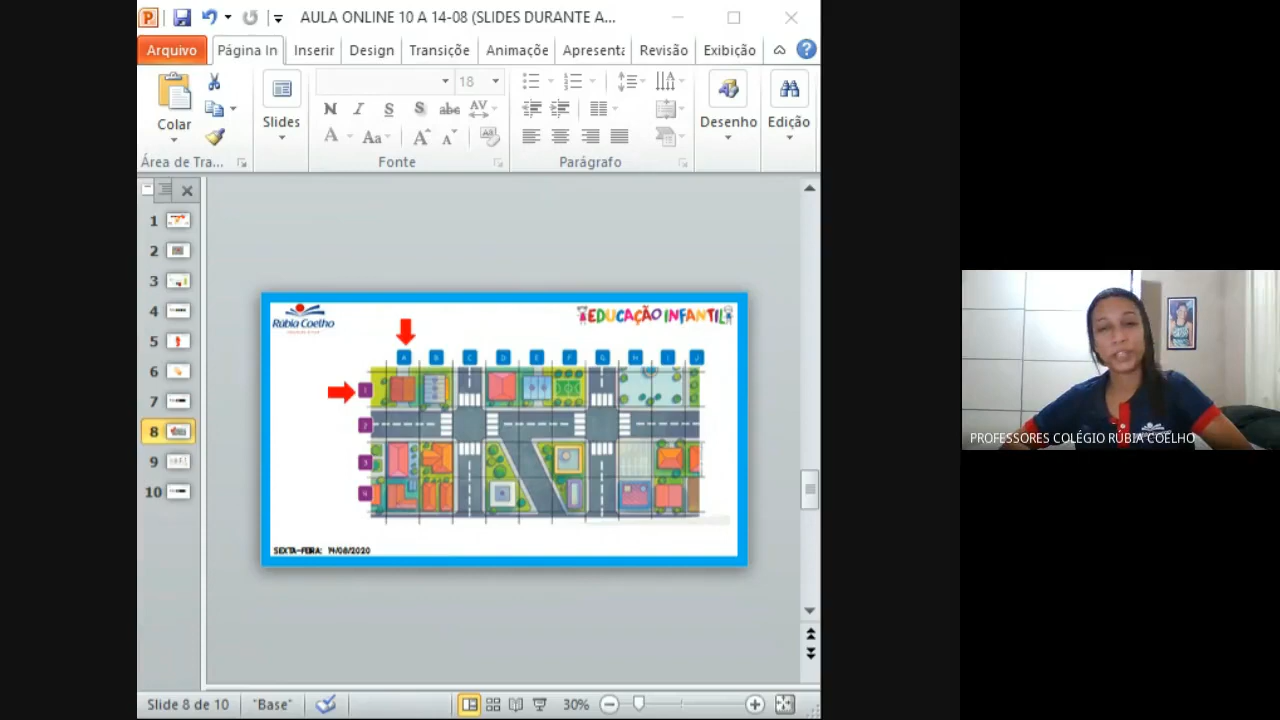 AULA ONLINE 10 A 14-08 (SLIDES DURANTE A...
Arquivo Página In Inserir Design Transiçõe Animaçõe Apresenta Revisão Exibição
18
Colar Slides Desenho Edição
Área de Tra... Fonte Parágrafo
1
2
3
4
5
6
7
8
9
10
Rúbia Coelho
EDUCAÇÃO INFANTIL
A B C D E F G H I J
1
2
3
4
SEXTA-FEIRA: 14/08/2020
PROFESSORES COLÉGIO RÚBIA COELHO
Slide 8 de 10 "Base" 30%